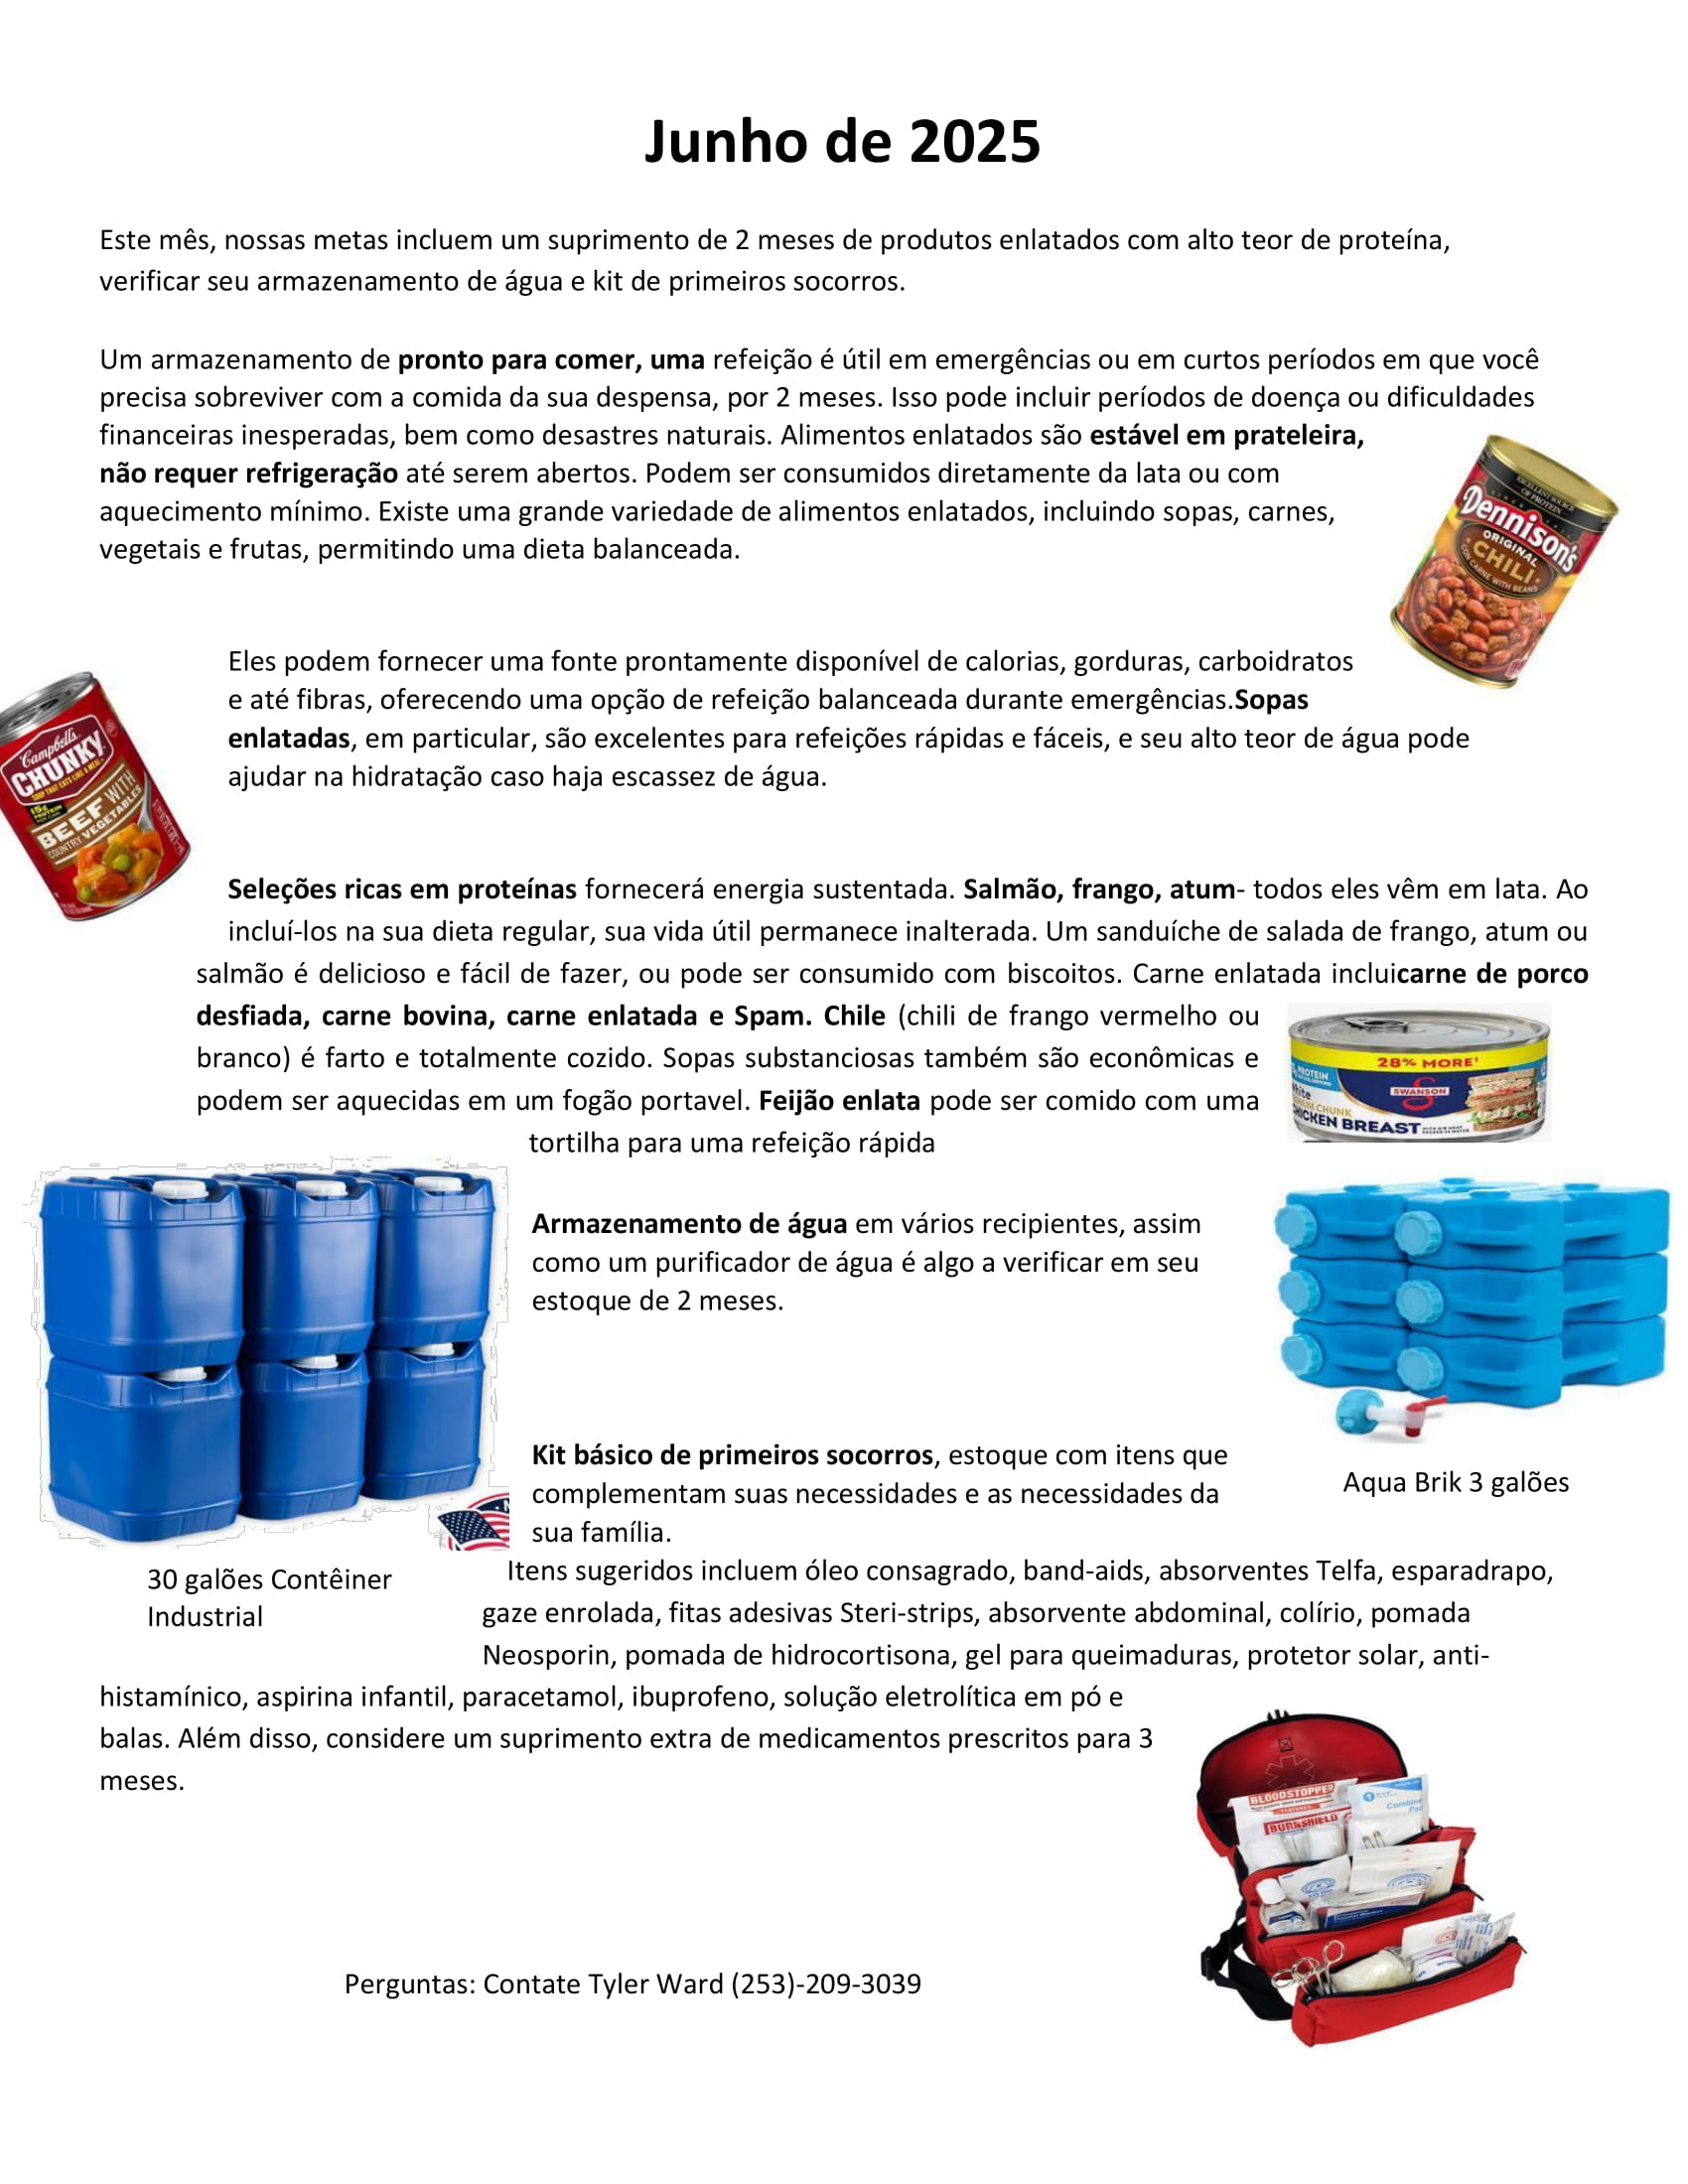 Junho de 2025
Este mês, nossas metas incluem um suprimento de 2 meses de produtos enlatados com alto teor de proteína,
verificar seu armazenamento de água e kit de primeiros socorros.
Um armazenamento de pronto para comer, uma refeição é útil em emergências ou em curtos períodos em que você
precisa sobreviver com a comida da sua despensa, por 2 meses. Isso pode incluir períodos de doença ou dificuldades
financeiras inesperadas, bem como desastres naturais. Alimentos enlatados são estável em prateleira,
não requer refrigeração até serem abertos. Podem ser consumidos diretamente da lata ou com
aquecimento mínimo. Existe uma grande variedade de alimentos enlatados, incluindo sopas, carnes,
vegetais e frutas, permitindo uma dieta balanceada.
EXCELLENT SOURCE
OF PROTEIN
Dennison's
ORIGINAL
CHILI
CON CARNE WITH BEANS
Eles podem fornecer uma fonte prontamente disponível de calorias, gorduras, carboidratos
e até fibras, oferecendo uma opção de refeição balanceada durante emergências.Sopas
enlatadas, em particular, são excelentes para refeições rápidas e fáceis, e seu alto teor de água pode
ajudar na hidratação caso haja escassez de água.
Campbell's
CHUNKY
SOUP THAT EATS LIKE A MEAL
15g
PROTEIN
BEEF WITH
COUNTRY VEGETABLES
Seleções ricas em proteínas fornecerá energia sustentada. Salmão, frango, atum- todos eles vêm em lata. Ao
incluí-los na sua dieta regular, sua vida útil permanece inalterada. Um sanduíche de salada de frango, atum ou
salmão é delicioso e fácil de fazer, ou pode ser consumido com biscoitos. Carne enlatada incluicarne de porco
desfiada, carne bovina, carne enlatada e Spam. Chile (chili de frango vermelho ou
branco) é farto e totalmente cozido. Sopas substanciosas também são econômicas e
podem ser aquecidas em um fogão portavel. Feijão enlata pode ser comido com uma
tortilha para uma refeição rápida
28% MORE†
PROTEIN
SWANSON
CHUNK
CHICKEN BREAST
Armazenamento de água em vários recipientes, assim
como um purificador de água é algo a verificar em seu
estoque de 2 meses.
Kit básico de primeiros socorros, estoque com itens que
complementam suas necessidades e as necessidades da
sua família.
Aqua Brik 3 galões
30 galões Contêiner
Industrial
Itens sugeridos incluem óleo consagrado, band-aids, absorventes Telfa, esparadrapo,
gaze enrolada, fitas adesivas Steri-strips, absorvente abdominal, colírio, pomada
Neosporin, pomada de hidrocortisona, gel para queimaduras, protetor solar, anti-
histamínico, aspirina infantil, paracetamol, ibuprofeno, solução eletrolítica em pó e
balas. Além disso, considere um suprimento extra de medicamentos prescritos para 3
meses.
BLOODSTOPPER
BURNSHIELD
Combine
Pad
Perguntas: Contate Tyler Ward (253)-209-3039